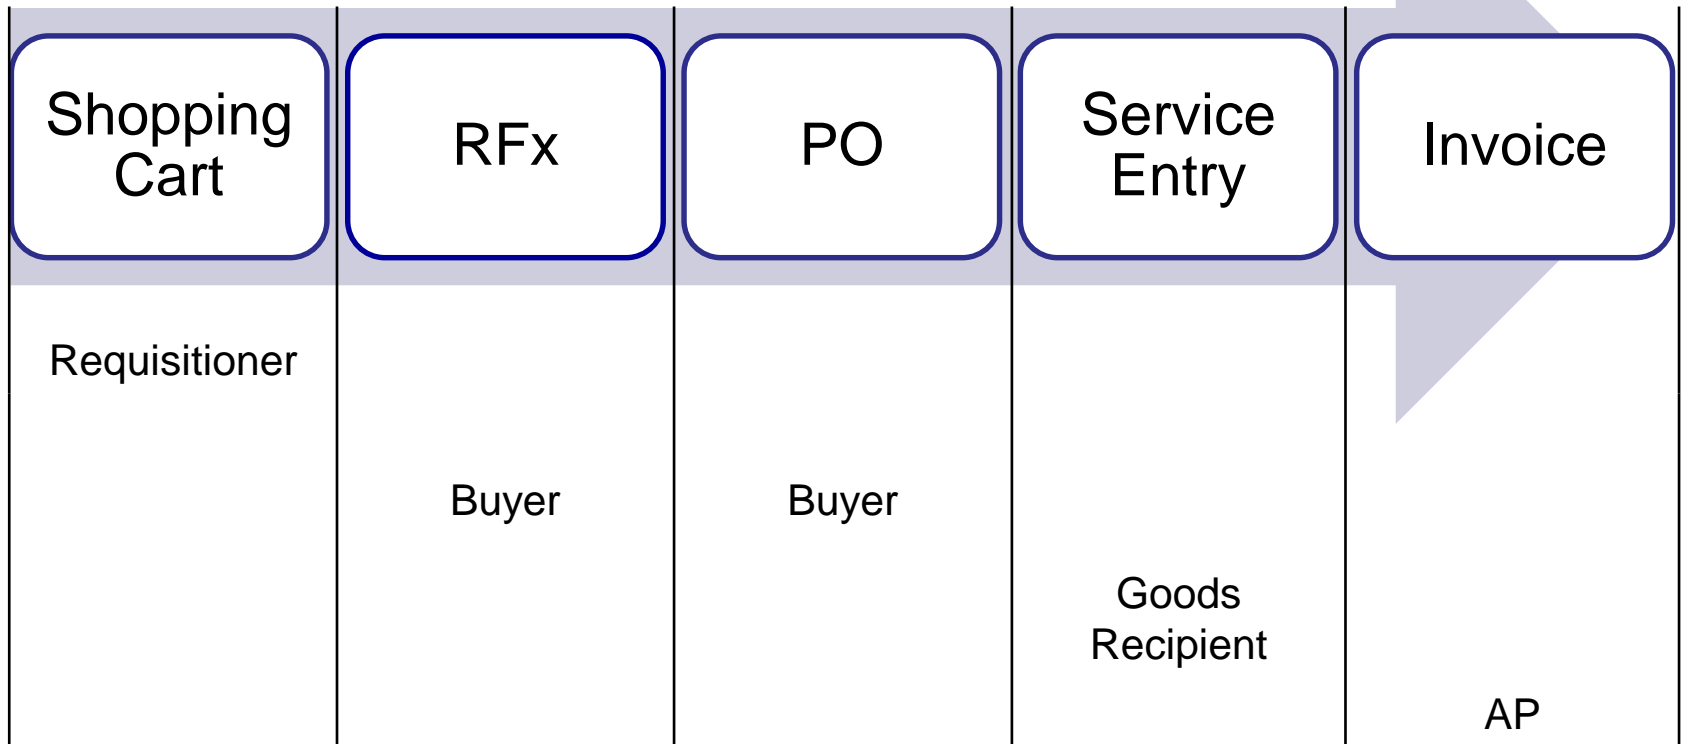 Shopping
Cart
RFx
PO
Service
Entry
Invoice
Requisitioner
Buyer
Buyer
Goods
Recipient
AP